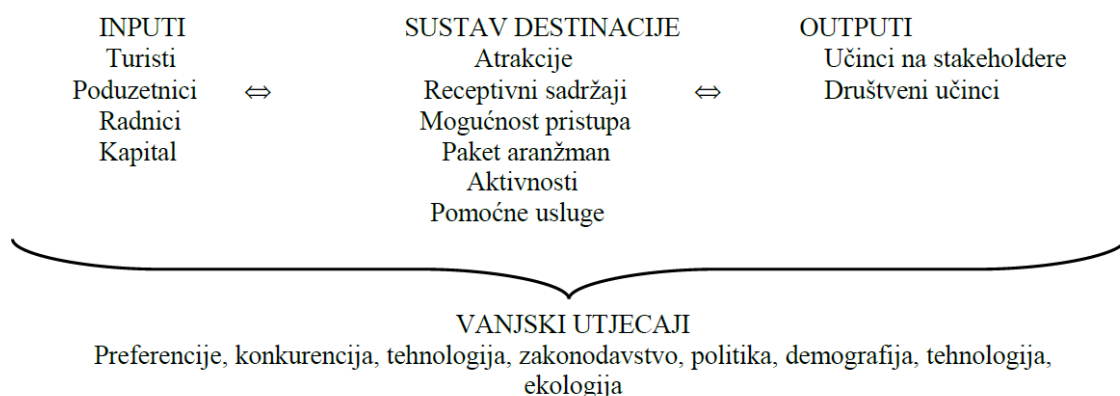 INPUTI SUSTAV DESTINACIJE OUTPUTI
Turisti Atrakcije Učinci na stakeholdere
Poduzetnici ⇔ Receptivni sadržaji ⇔ Društveni učinci
Radnici Mogućnost pristupa
Kapital Paket aranžman
Aktivnosti
Pomoćne usluge
VANJSKI UTJECAJI
Preferencije, konkurencija, tehnologija, zakonodavstvo, politika, demografija, tehnologija,
ekologija